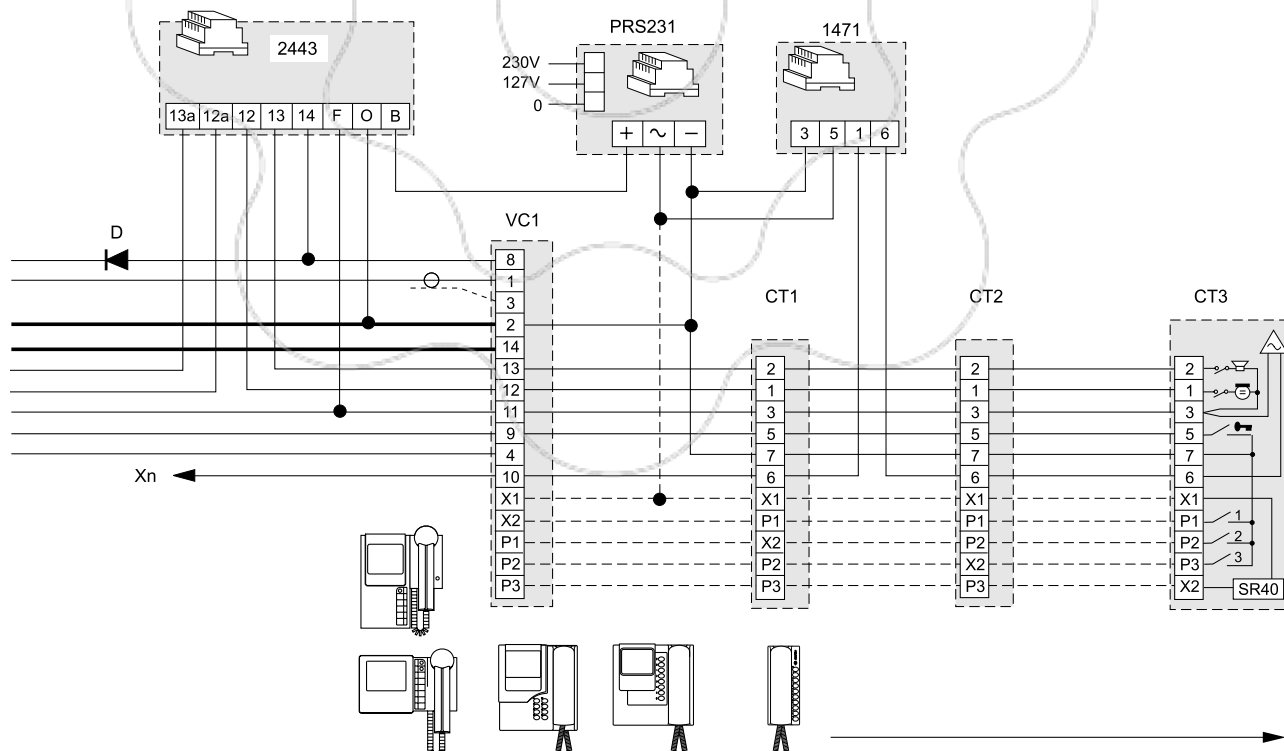 2443
13a 12a 12 13 14 F O B
PRS231
230V
127V
0
+ ~ −
1471
3 5 1 6
D
Xn
VC1
8
1
3
2
14
13
12
11
9
4
10
X1
X2
P1
P2
P3
CT1
2
1
3
5
7
6
X1
P1
X2
P2
P3
CT2
2
1
3
5
7
6
X1
P1
P2
X2
P3
CT3
2
1
3
5
7
6
X1
P1 1
P2 2
P3 3
X2
SR40